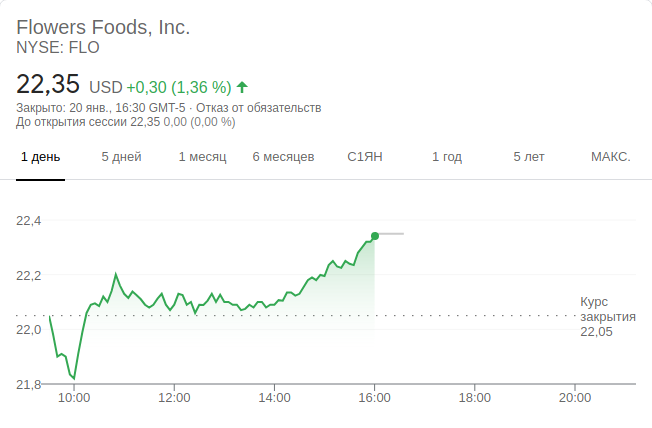 Flowers Foods, Inc.
NYSE: FLO
22,35 USD +0,30 (1,36 %)
Закрыто: 20 янв., 16:30 GMT-5 · Отказ от обязательств
До открытия сессии 22,35 0,00 (0,00 %)
1 день 5 дней 1 месяц 6 месяцев С1ЯН 1 год 5 лет МАКС.
22,4
22,2
Курс
закрытия
22,05
22,0
21,8
10:00 12:00 14:00 16:00 18:00 20:00